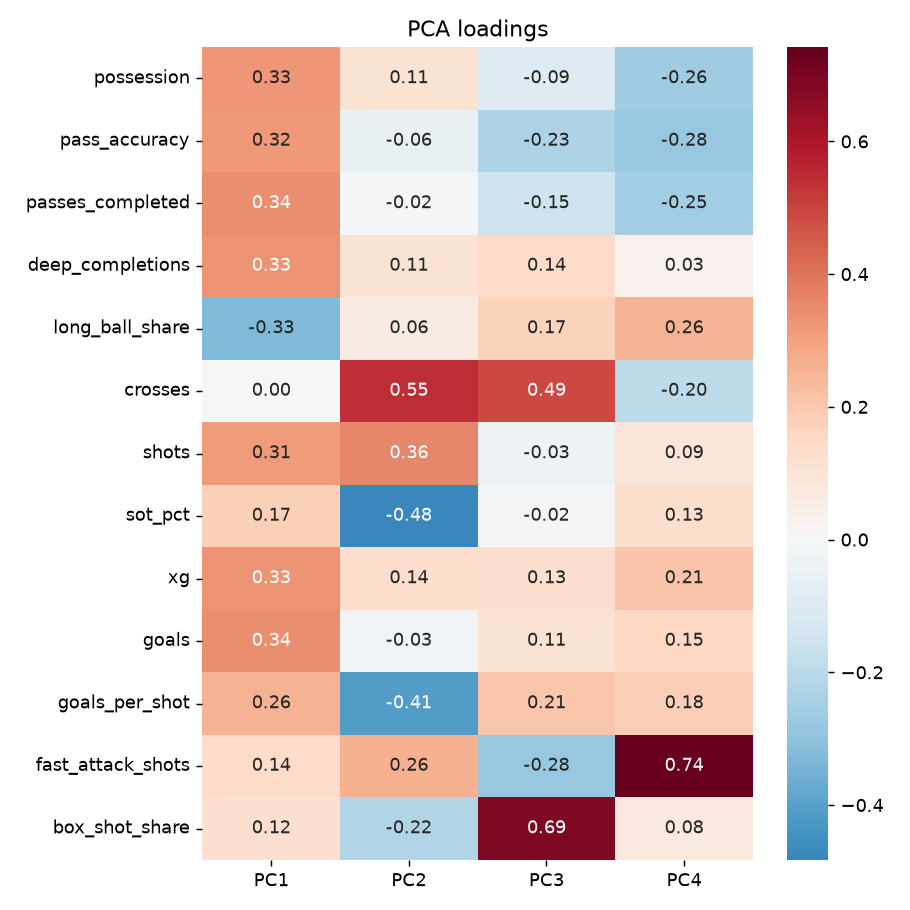 PCA loadings
possession 0.33 0.11 -0.09 -0.26
pass_accuracy 0.32 -0.06 -0.23 -0.28
passes_completed 0.34 -0.02 -0.15 -0.25
deep_completions 0.33 0.11 0.14 0.03
long_ball_share -0.33 0.06 0.17 0.26
crosses 0.00 0.55 0.49 -0.20
shots 0.31 0.36 -0.03 0.09
sot_pct 0.17 -0.48 -0.02 0.13
xg 0.33 0.14 0.13 0.21
goals 0.34 -0.03 0.11 0.15
goals_per_shot 0.26 -0.41 0.21 0.18
fast_attack_shots 0.14 0.26 -0.28 0.74
box_shot_share 0.12 -0.22 0.69 0.08
PC1 PC2 PC3 PC4
0.6
0.4
0.2
0.0
−0.2
−0.4